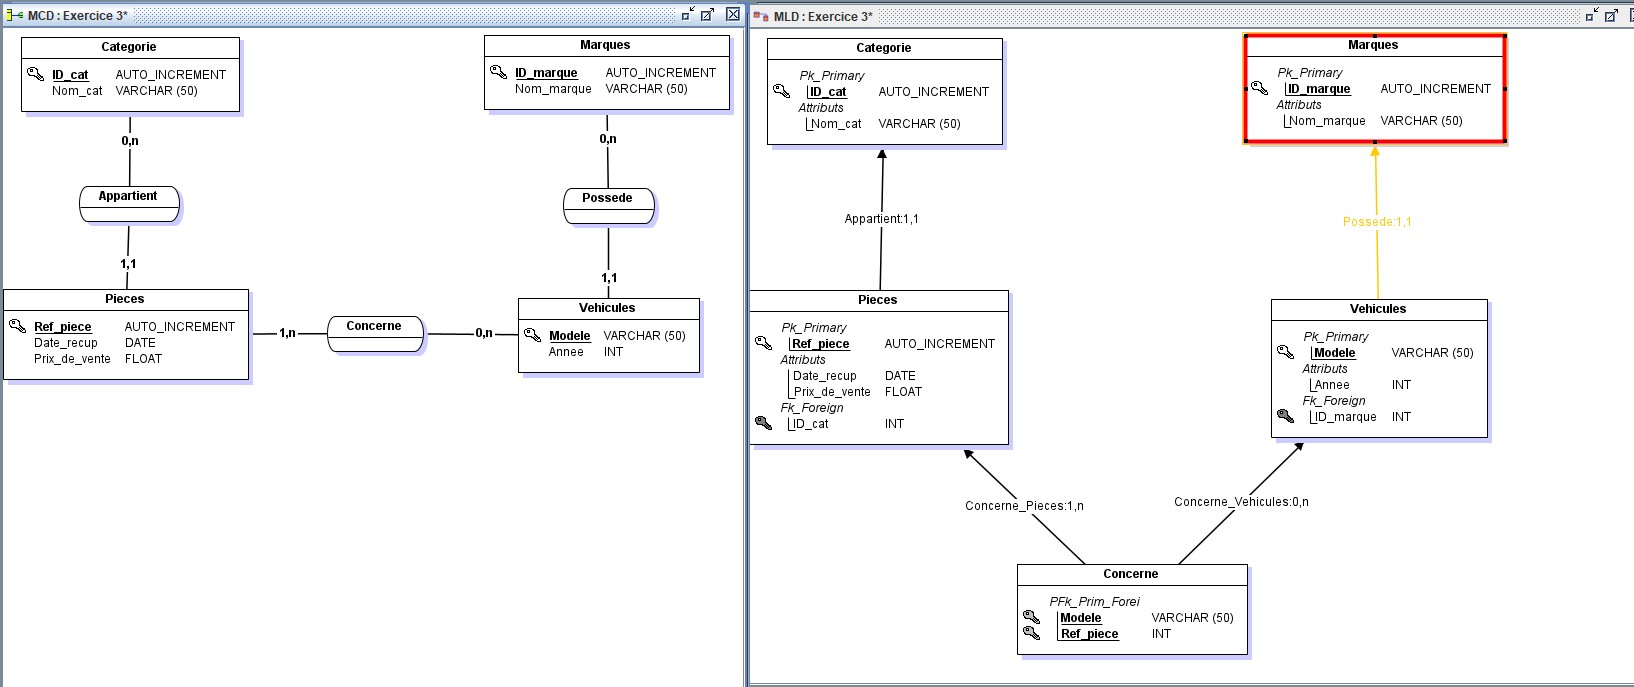 MCD : Exercice 3*
Categorie
ID_cat AUTO_INCREMENT
Nom_cat VARCHAR (50)
Marques
ID_marque AUTO_INCREMENT
Nom_marque VARCHAR (50)
0,n
0,n
Appartient
Possede
1,1
1,1
Pieces
Ref_piece AUTO_INCREMENT
Date_recup DATE
Prix_de_vente FLOAT
1,n
Concerne
0,n
Vehicules
Modele VARCHAR (50)
Annee INT
MLD : Exercice 3*
Categorie
Pk_Primary
ID_cat AUTO_INCREMENT
Attributs
Nom_cat VARCHAR (50)
Marques
Pk_Primary
ID_marque AUTO_INCREMENT
Attributs
Nom_marque VARCHAR (50)
Appartient:1,1
Possede:1,1
Pieces
Pk_Primary
Ref_piece AUTO_INCREMENT
Attributs
Date_recup DATE
Prix_de_vente FLOAT
Fk_Foreign
ID_cat INT
Vehicules
Pk_Primary
Modele VARCHAR (50)
Attributs
Annee INT
Fk_Foreign
ID_marque INT
Concerne_Pieces:1,n
Concerne_Vehicules:0,n
Concerne
PFk_Prim_Forei
Modele VARCHAR (50)
Ref_piece INT